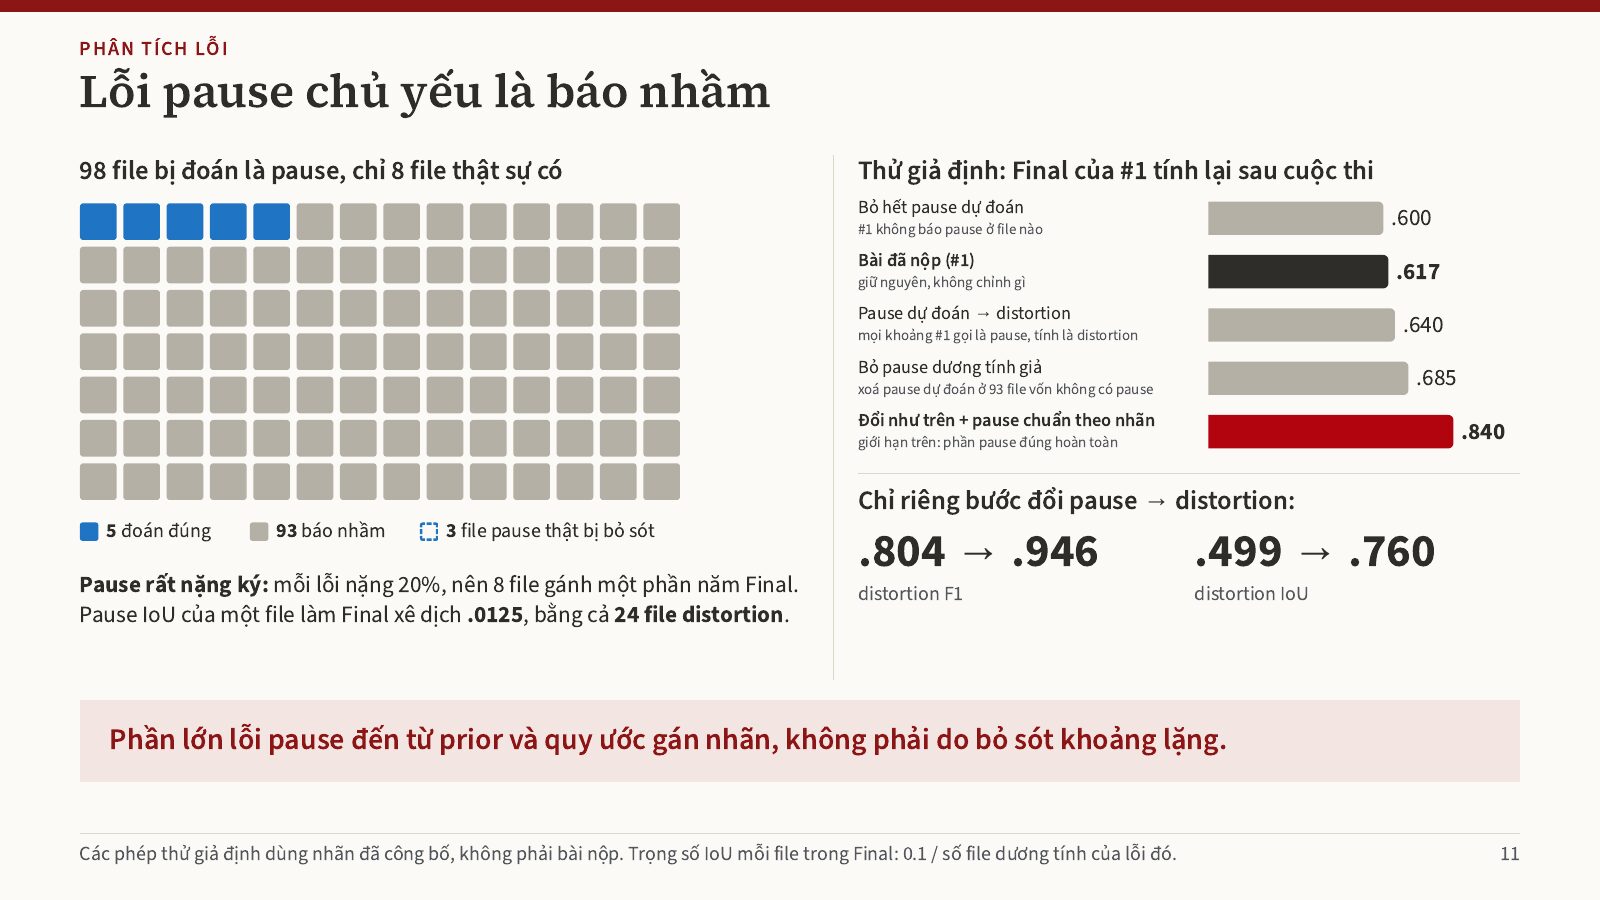 PHÂN TÍCH LỖI
Lỗi pause chủ yếu là báo nhầm
98 file bị đoán là pause, chỉ 8 file thật sự có
5 đoán đúng
93 báo nhầm
3 file pause thật bị bỏ sót
Pause rất nặng ký: mỗi lỗi nặng 20%, nên 8 file gánh một phần năm Final.
Pause IoU của một file làm Final xê dịch .0125, bằng cả 24 file distortion.
Thử giả định: Final của #1 tính lại sau cuộc thi
Bỏ hết pause dự đoán
#1 không báo pause ở file nào
.600
Bài đã nộp (#1)
giữ nguyên, không chỉnh gì
.617
Pause dự đoán → distortion
mọi khoảng #1 gọi là pause, tính là distortion
.640
Bỏ pause dương tính giả
xoá pause dự đoán ở 93 file vốn không có pause
.685
Đổi như trên + pause chuẩn theo nhãn
giới hạn trên: phần pause đúng hoàn toàn
.840
Chỉ riêng bước đổi pause → distortion:
.804 → .946
distortion F1
.499 → .760
distortion IoU
Phần lớn lỗi pause đến từ prior và quy ước gán nhãn, không phải do bỏ sót khoảng lặng.
Các phép thử giả định dùng nhãn đã công bố, không phải bài nộp. Trọng số IoU mỗi file trong Final: 0.1 / số file dương tính của lỗi đó.
11